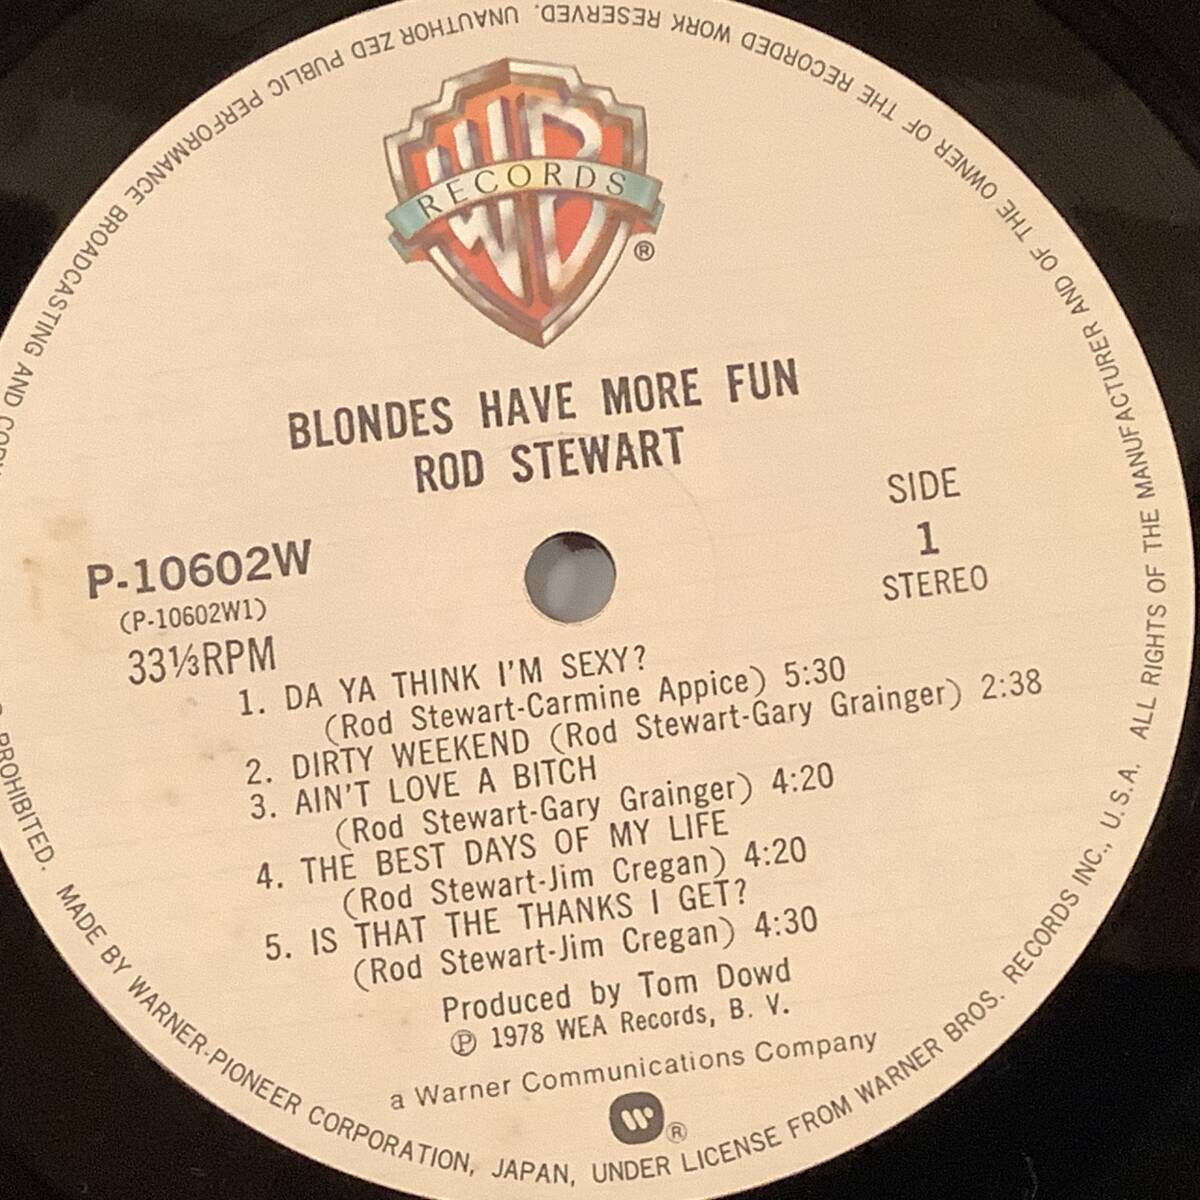 WB
RECORDS
®
BLONDES HAVE MORE FUN
ROD STEWART
P-10602W
(P-10602W1)
33⅓RPM
SIDE
1
STEREO
1. DA YA THINK I'M SEXY?
(Rod Stewart-Carmine Appice) 5:30
2. DIRTY WEEKEND (Rod Stewart-Gary Grainger) 2:38
3. AIN'T LOVE A BITCH
(Rod Stewart-Gary Grainger) 4:20
4. THE BEST DAYS OF MY LIFE
(Rod Stewart-Jim Cregan) 4:20
5. IS THAT THE THANKS I GET?
(Rod Stewart-Jim Cregan) 4:30
Produced by Tom Dowd
Ⓟ 1978 WEA Records, B. V.
a Warner Communications Company
®
ALL RIGHTS OF THE MANUFACTURER AND OF THE OWNER OF THE RECORDED WORK RESERVED. UNAUTHOR ZED PUBLIC PERFORMANCE BROADCASTING AND PROHIBITED. MADE BY WARNER-PIONEER CORPORATION, JAPAN, UNDER LICENSE FROM WARNER BROS. RECORDS INC., U.S.A.